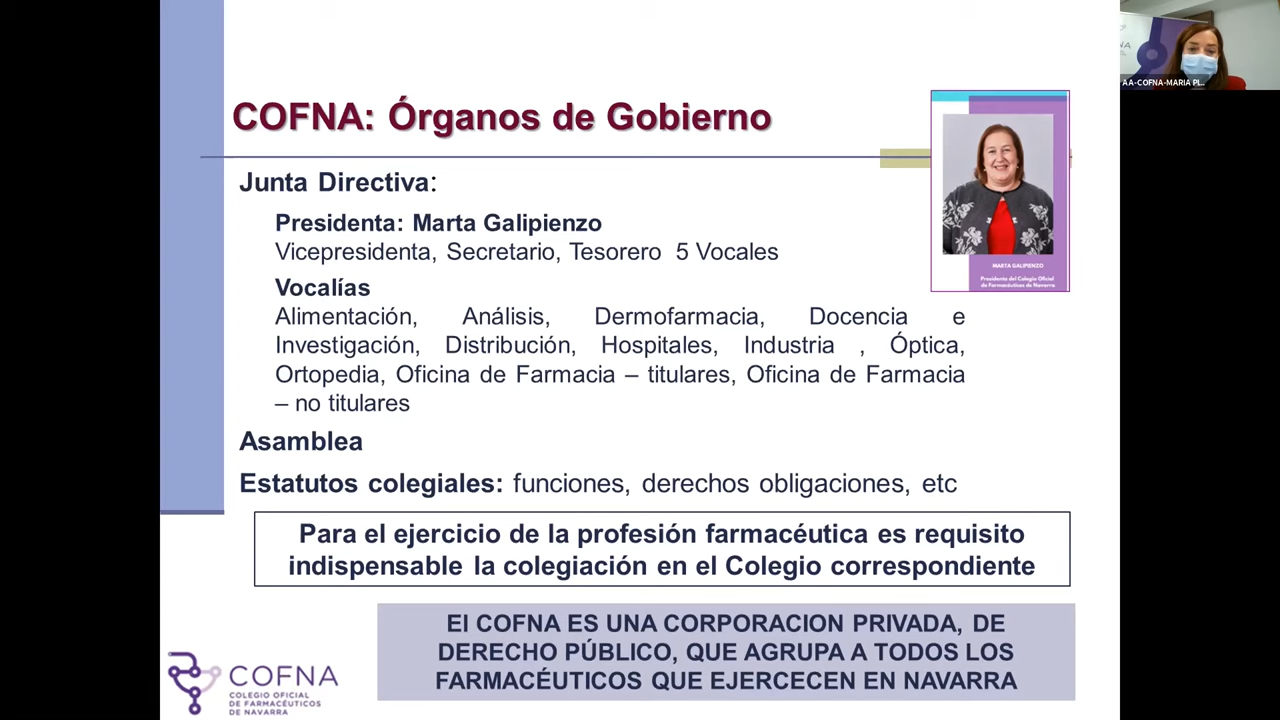 COFNA: Órganos de Gobierno
Junta Directiva:
Presidenta: Marta Galipienzo
Vicepresidenta, Secretario, Tesorero 5 Vocales
Vocalías
Alimentación, Análisis, Dermofarmacia, Docencia e
Investigación, Distribución, Hospitales, Industria , Óptica,
Ortopedia, Oficina de Farmacia – titulares, Oficina de Farmacia
– no titulares
Asamblea
Estatutos colegiales: funciones, derechos obligaciones, etc
Para el ejercicio de la profesión farmacéutica es requisito
indispensable la colegiación en el Colegio correspondiente
El COFNA ES UNA CORPORACION PRIVADA, DE
DERECHO PÚBLICO, QUE AGRUPA A TODOS LOS
FARMACÉUTICOS QUE EJERCECEN EN NAVARRA
COFNA
COLEGIO OFICIAL
DE FARMACÉUTICOS
DE NAVARRA
MARTA GALIPIENZO
Presidenta del Colegio Oficial
de Farmacéuticos de Navarra
AA-COFNA-MARIA PL...